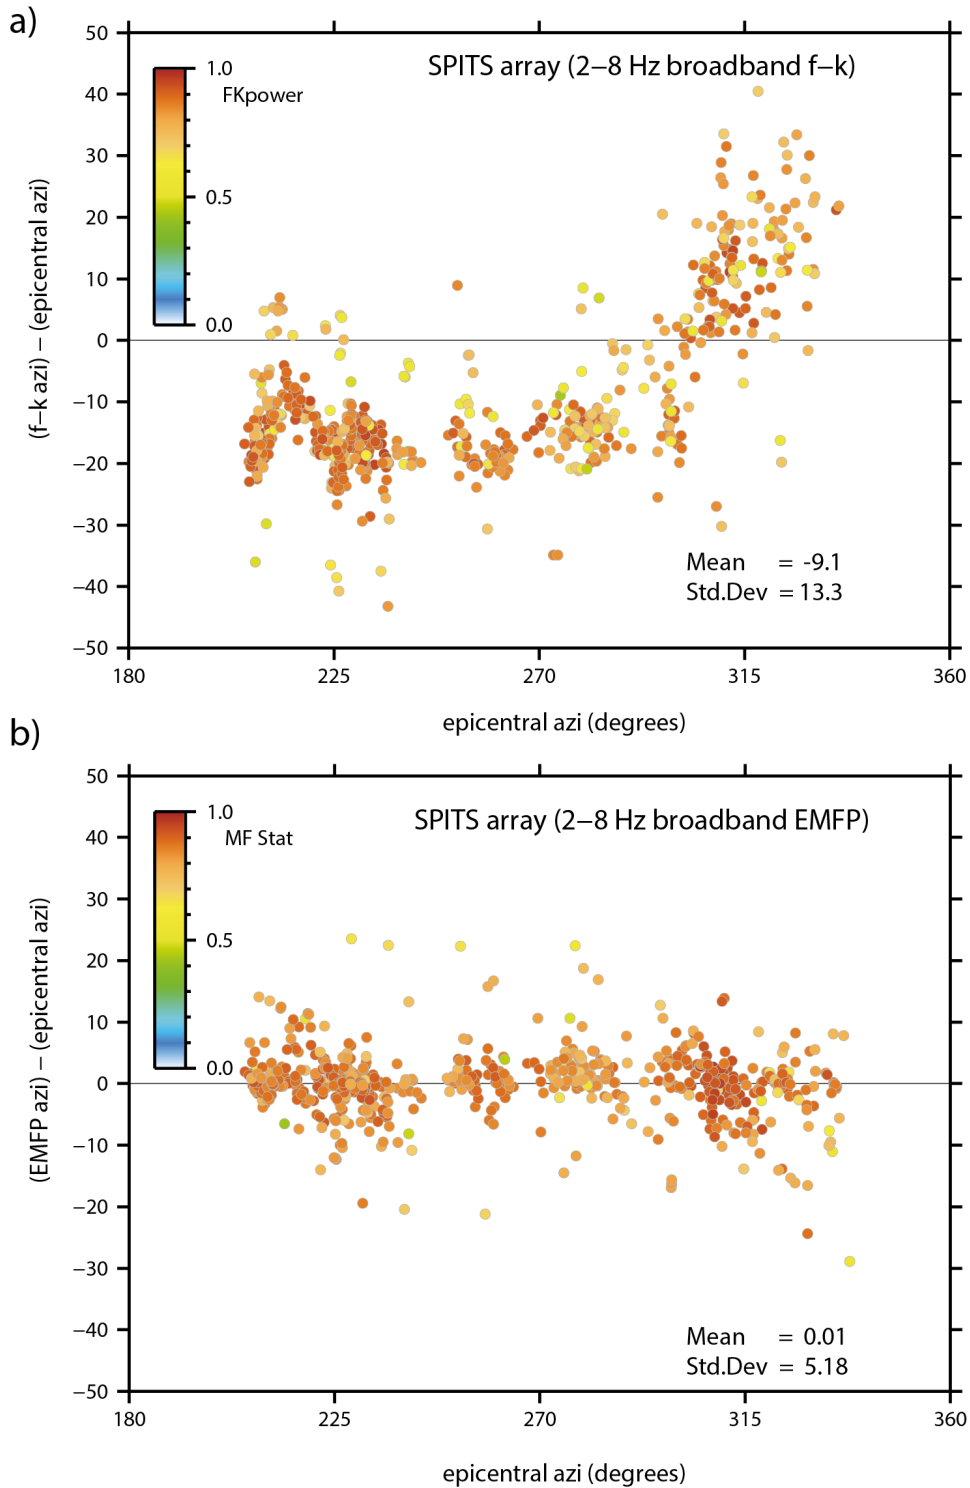 a)
SPITS array (2−8 Hz broadband f−k)
1.0
FKpower
0.5
0.0
50
40
30
20
10
0
−10
−20
−30
−40
−50
(f−k azi) − (epicentral azi)
Mean = -9.1
Std.Dev = 13.3
180 225 270 315 360
epicentral azi (degrees)
b)
SPITS array (2−8 Hz broadband EMFP)
1.0
MF Stat
0.5
0.0
50
40
30
20
10
0
−10
−20
−30
−40
−50
(EMFP azi) − (epicentral azi)
Mean = 0.01
Std.Dev = 5.18
180 225 270 315 360
epicentral azi (degrees)